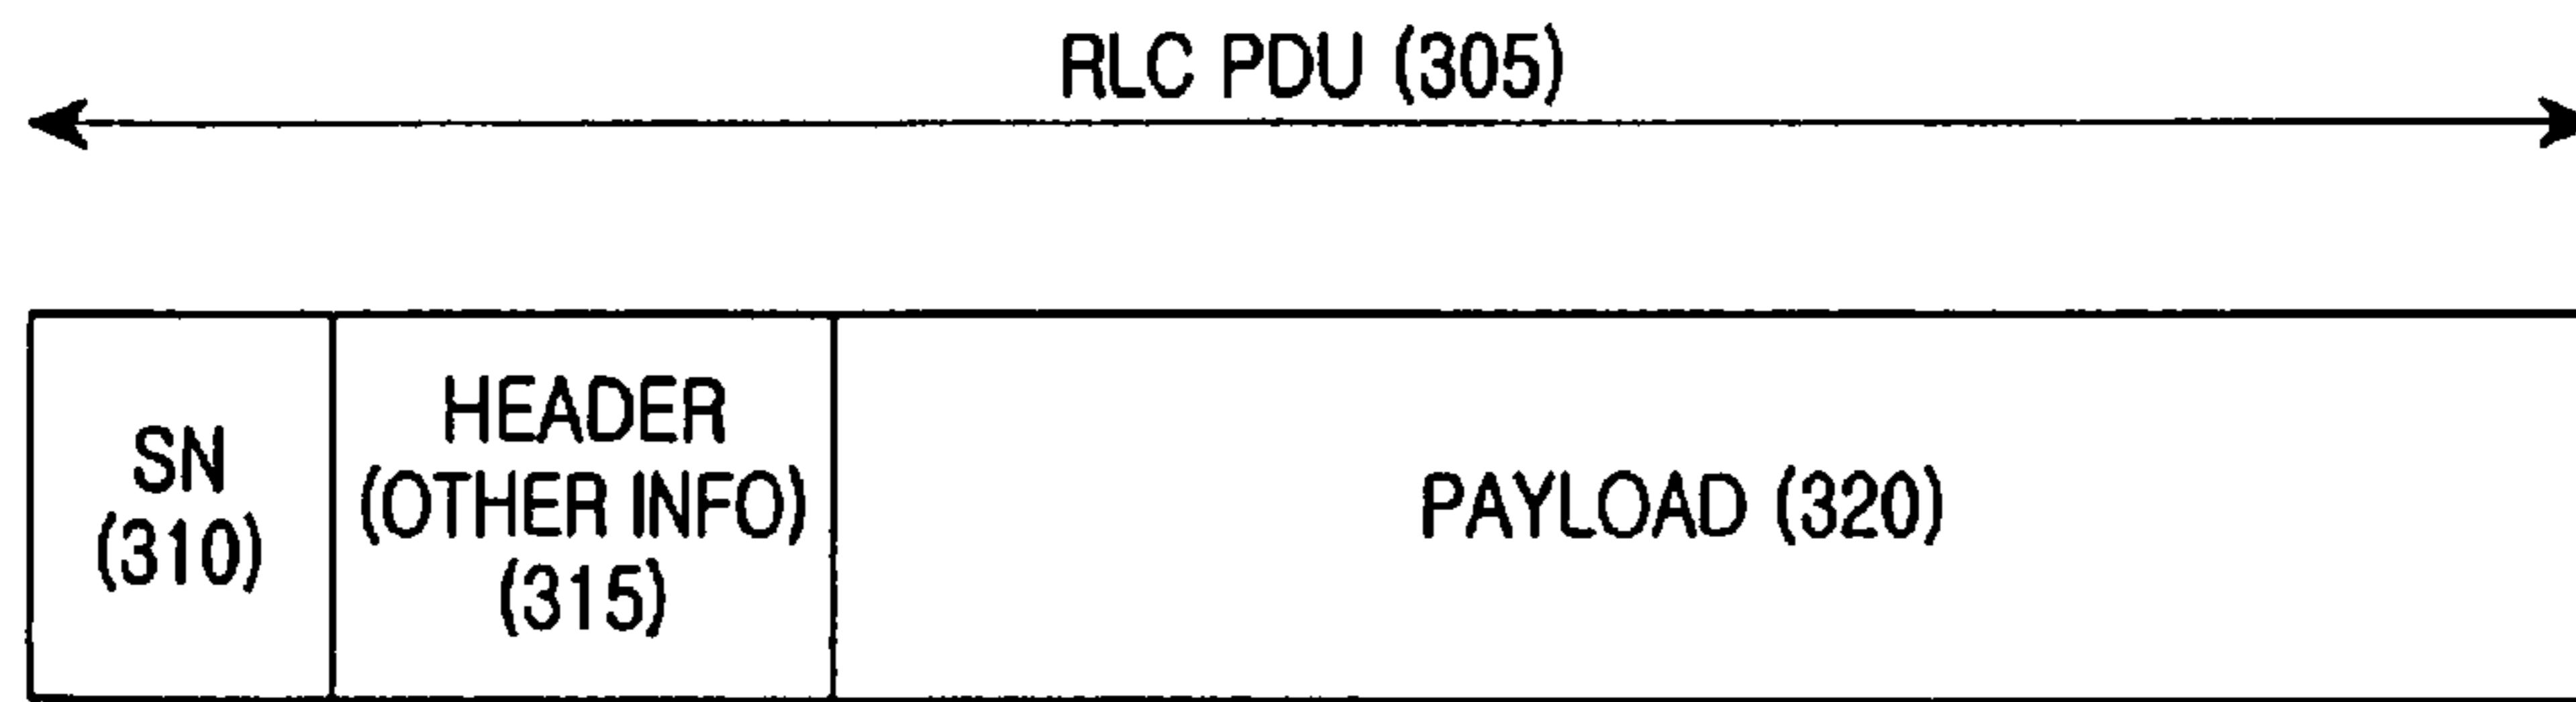 RLC PDU (305)
SN
(310)
HEADER
(OTHER INFO)
(315)
PAYLOAD (320)